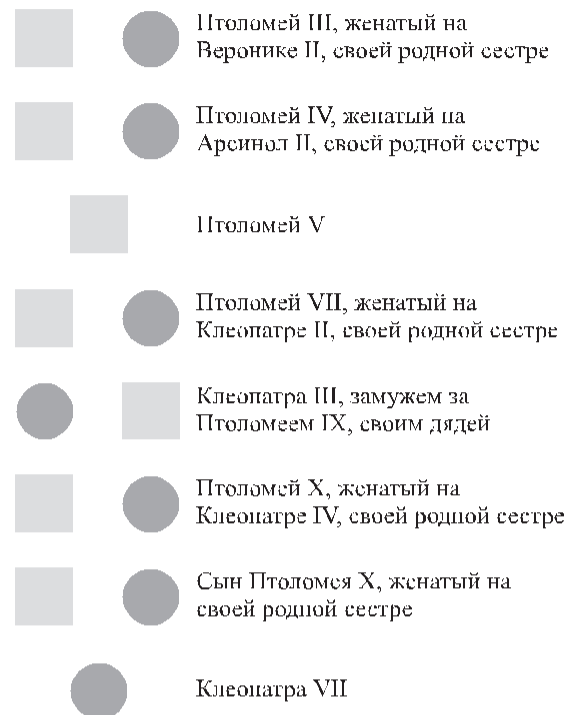 Птоломей III, женатый на
Веронике II, своей родной сестре
Птоломей IV, женатый на
Арсинол II, своей родной сестре
Птоломей V
Птоломей VII, женатый на
Клеопатре II, своей родной сестре
Клеопатра III, замужем за
Птоломеем IX, своим дядей
Птоломей X, женатый на
Клеопатре IV, своей родной сестре
Сын Птоломея X, женатый на
своей родной сестре
Клеопатра VII